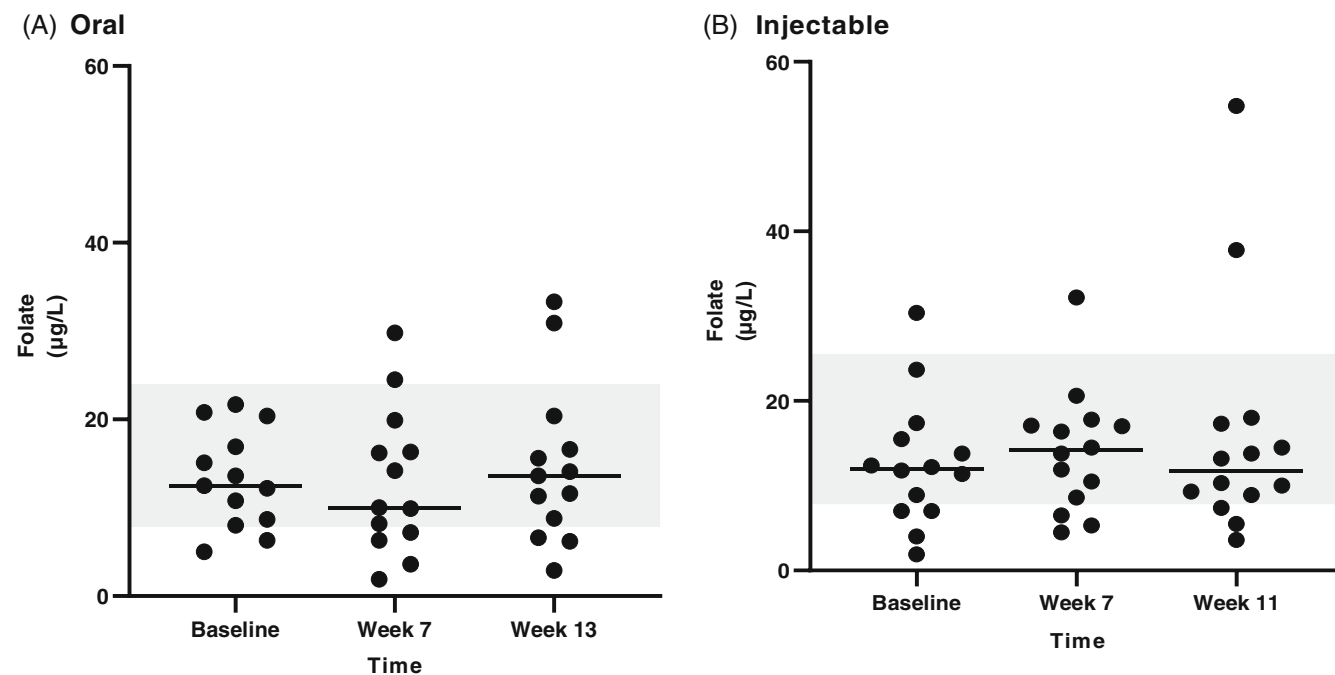 (A) Oral
60
40
20
0
Folate
(µg/L)
Baseline Week 7 Week 13
Time
(B) Injectable
60
40
20
0
Folate
(µg/L)
Baseline Week 7 Week 11
Time